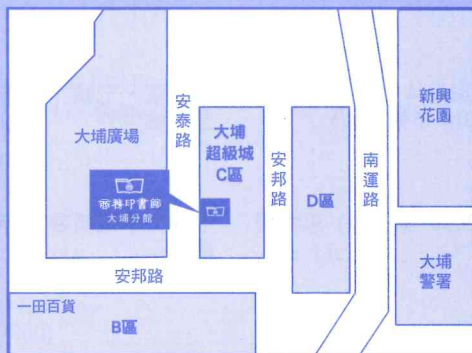 安泰路
新興
花園
大埔廣場
大埔
超級城
C區
安邦路
南運路
D區
商務印書館
大埔分館
安邦路
大埔
警署
一田百貨
B區